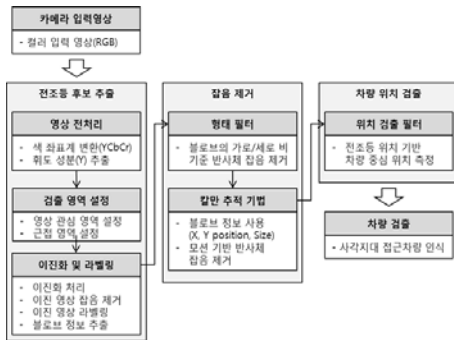 카메라 입력영상
- 컬러 입력 영상(RGB)
전조등 후보 추출
영상 전처리
- 색 좌표계 변환(YCbCr)
- 휘도 성분(Y) 추출
검출 영역 설정
- 영상 관심 영역 설정
- 근접 영역 설정
이진화 및 라벨링
- 이진화 처리
- 이진 영상 잡음 제거
- 이진 영상 라벨링
- 블로브 정보 추출
잡음 제거
형태 필터
- 블로브의 가로/세로 비
기준 반사체 잡음 제거
칼만 추적 기법
- 블로브 정보 사용
(X, Y position, Size)
- 모션 기반 반사체
잡음 제거
차량 위치 검출
위치 검출 필터
- 전조등 위치 기반
차량 중심 위치 측정
차량 검출
- 사각지대 접근차량 인식